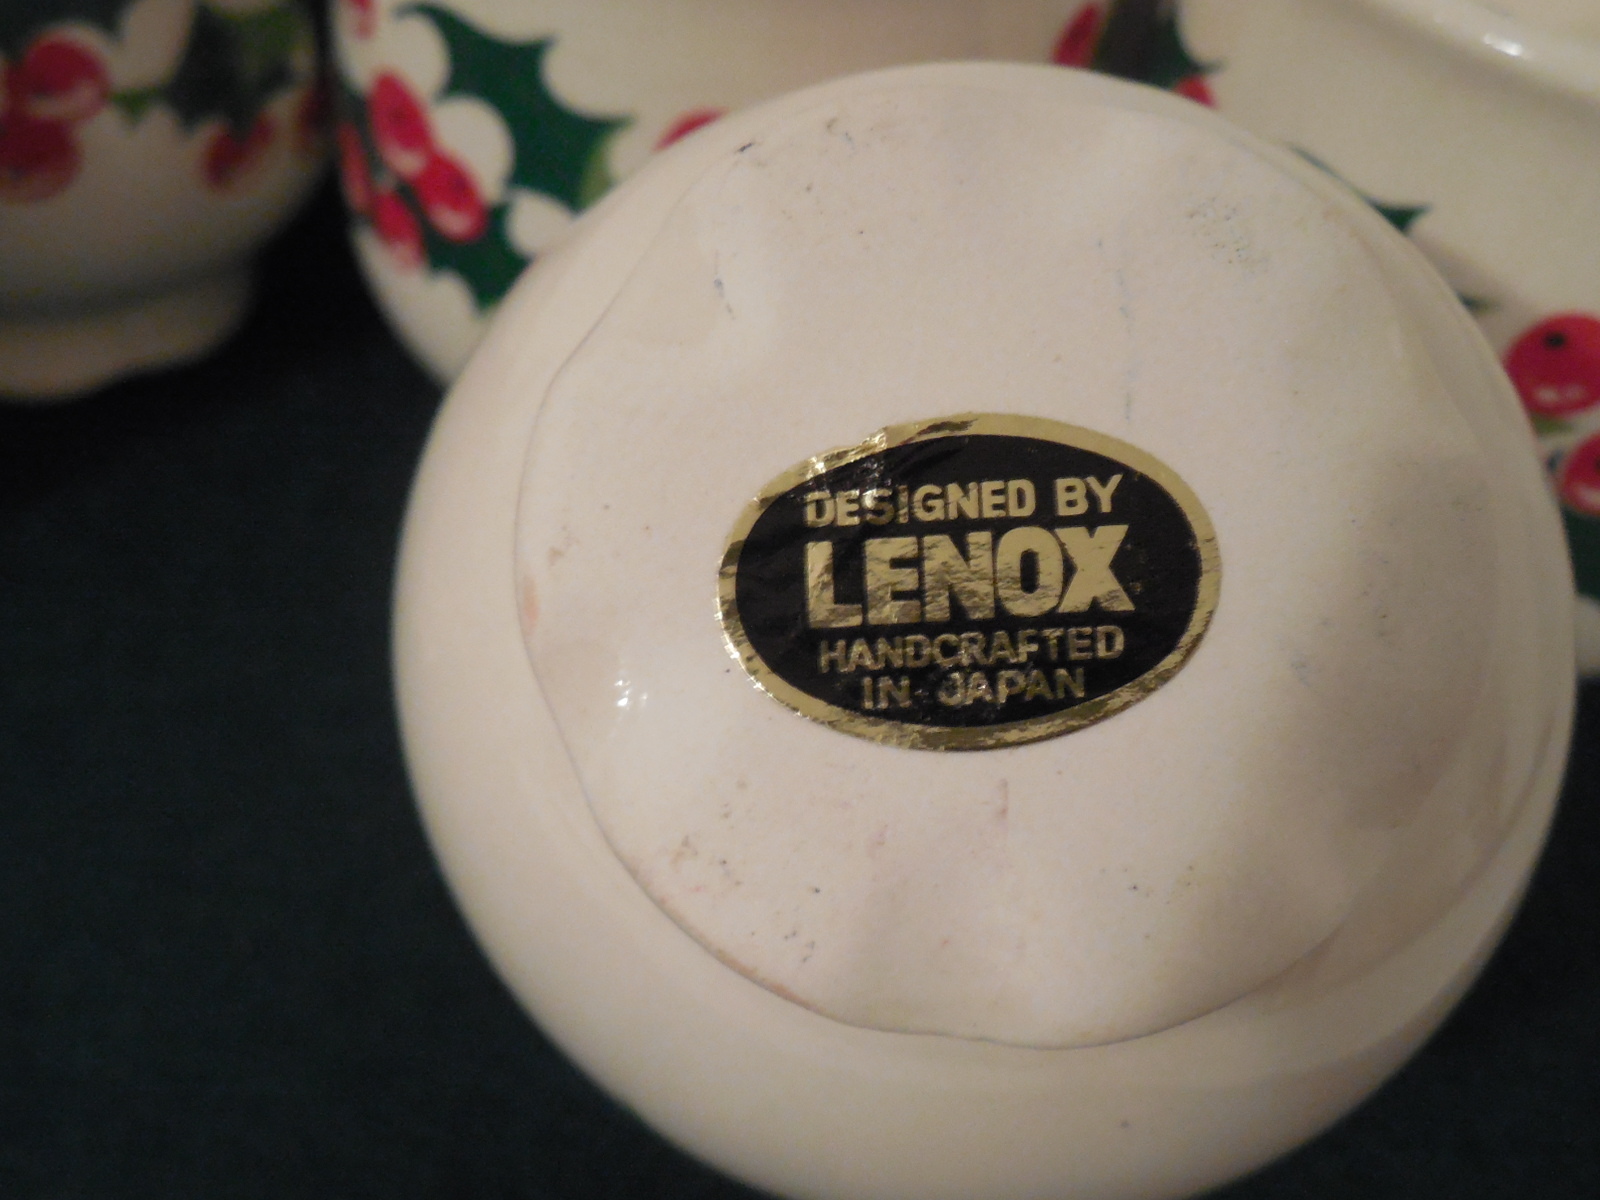 DESIGNED BY
LENOX
HANDCRAFTED
IN JAPAN